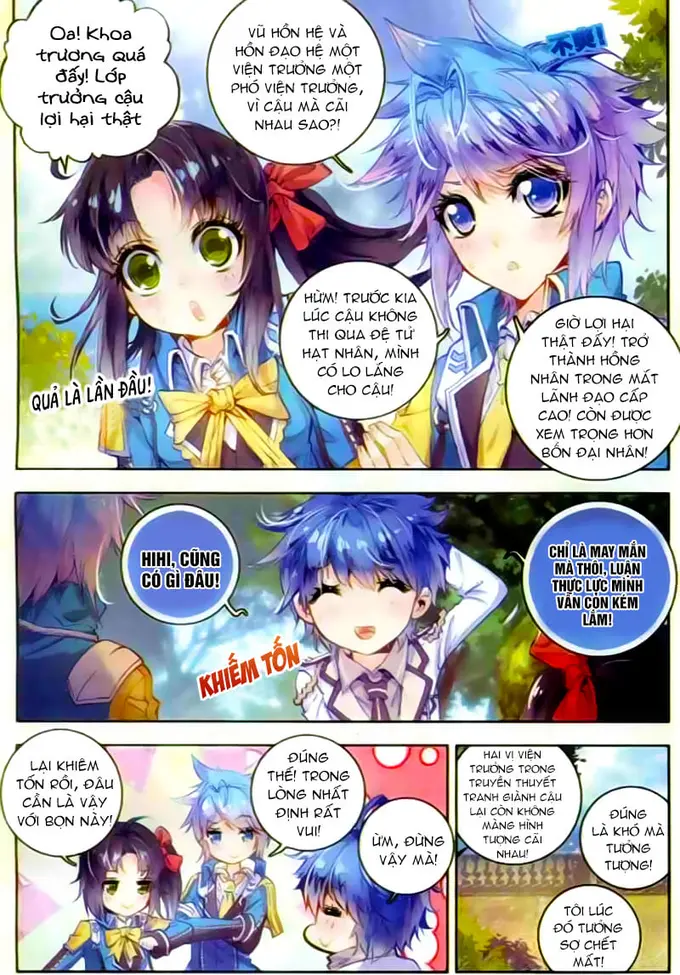 Oa! Khoa
trương quá
đấy! Lớp
trưởng cậu
lợi hại thật
VŨ HỒN HỆ VÀ
HỒN ĐẠO HỆ MỘT
VIỆN TRƯỞNG MỘT
PHÓ VIỆN TRƯỞNG,
VÌ CẬU MÀ CÃI
NHAU SAO?!
不爽!
HỪM! TRƯỚC KIA
LÚC CẬU KHÔNG
THI QUA ĐỆ TỬ
HẠT NHÂN, MÌNH
CÓ LO LẮNG
CHO CẬU!
GIỜ LỢI HẠI
THẬT ĐẤY! TRỞ
THÀNH HỒNG
NHÂN TRONG MẮT
LÃNH ĐẠO CẤP
CAO! CÒN ĐƯỢC
XEM TRỌNG HƠN
BỐN ĐẠI NHÂN!
QUẢ LÀ LẦN ĐẦU!
HIHI, CŨNG
CÓ GÌ ĐÂU!
CHỈ LÀ MAY MẮN
MÀ THÔI, LUẬN
THỰC LỰC MÌNH
VẪN CÒN KÉM
LẮM!
KHIÊM TỐN
LẠI KHIÊM
TỐN RỒI, ĐÂU
CẦN LÀ VẬY
VỚI BỌN NÀY!
ĐÚNG
THẾ! TRONG
LÒNG NHẤT
ĐỊNH RẤT
VUI!
ỪM, ĐỪNG
VẬY MÀ!
HAI VỊ VIỆN
TRƯỞNG TRONG
TRUYỀN THUYẾT
TRANH GIÀNH CẬU
LẠI CÒN KHÔNG
MÀNG HÌNH
TƯỢNG CÃI
NHAU!
ĐÚNG
LÀ KHÓ MÀ
TƯỞNG
TƯỢNG!
TÔI LÚC
ĐÓ TƯỞNG
SỢ CHẾT
MẤT!